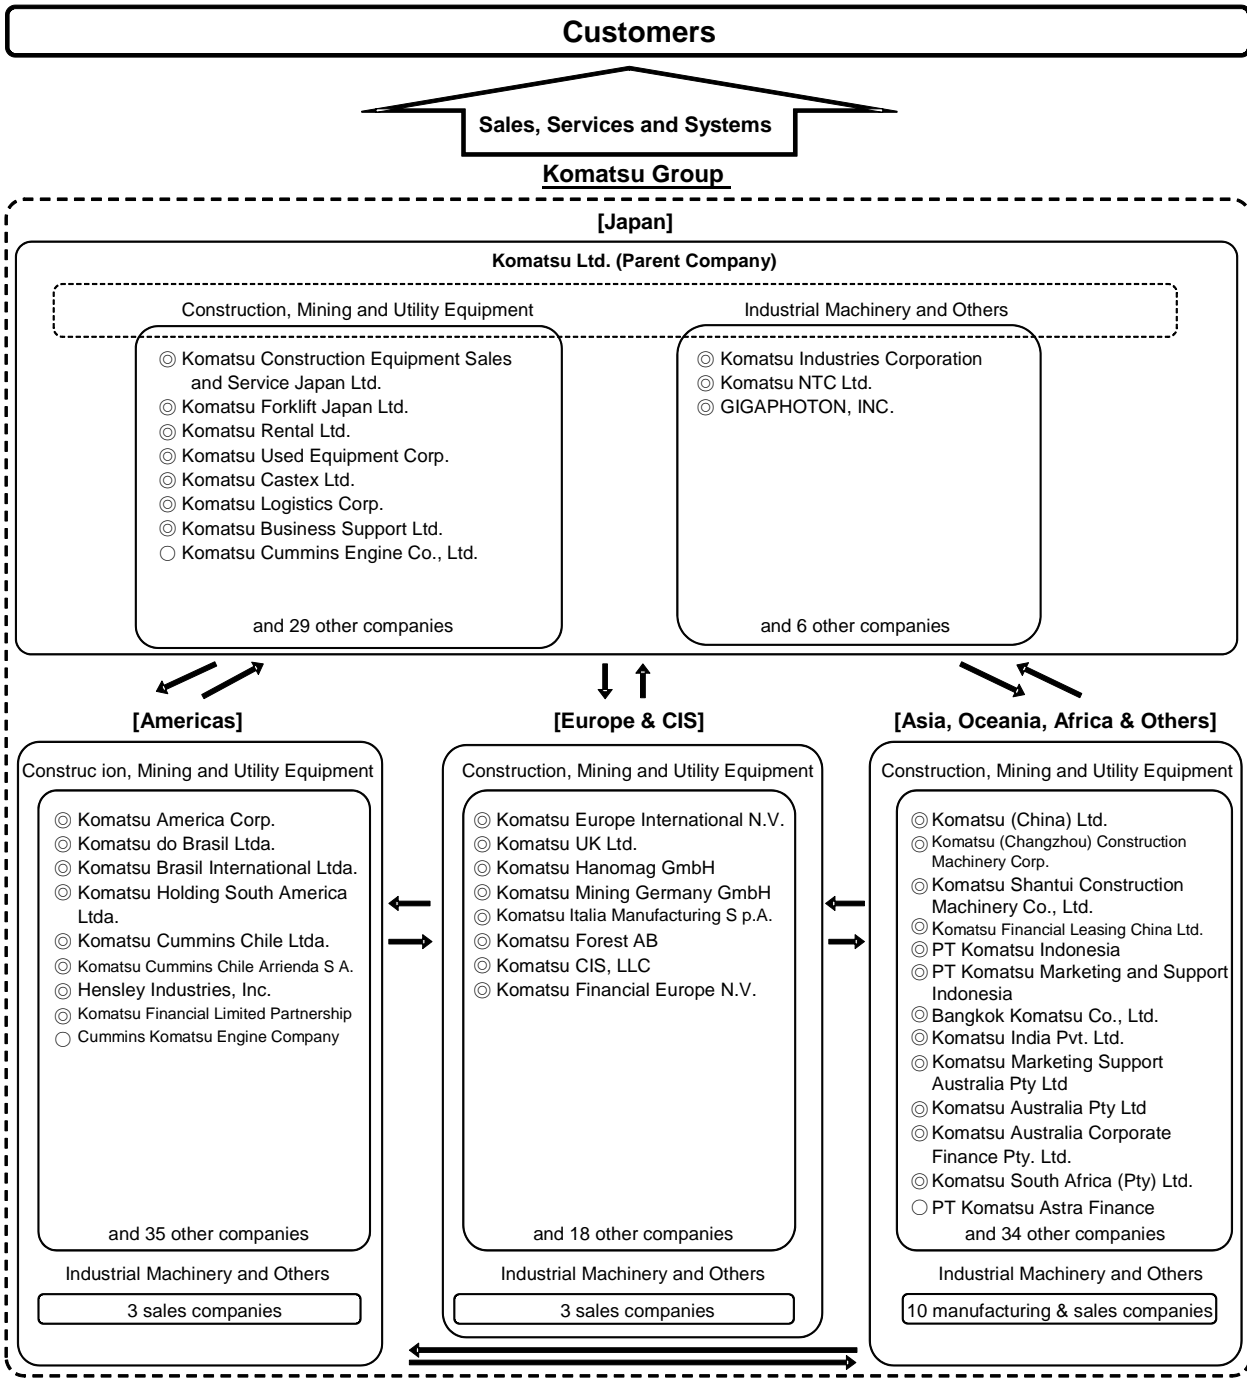 Customers
Sales, Services and Systems
Komatsu Group
[Japan]
Komatsu Ltd. (Parent Company)
Construction, Mining and Utility Equipment
◎ Komatsu Construction Equipment Sales
and Service Japan Ltd.
◎ Komatsu Forklift Japan Ltd.
◎ Komatsu Rental Ltd.
◎ Komatsu Used Equipment Corp.
◎ Komatsu Castex Ltd.
◎ Komatsu Logistics Corp.
◎ Komatsu Business Support Ltd.
○ Komatsu Cummins Engine Co., Ltd.
and 29 other companies
Industrial Machinery and Others
◎ Komatsu Industries Corporation
◎ Komatsu NTC Ltd.
◎ GIGAPHOTON, INC.
and 6 other companies
[Americas]
Construc ion, Mining and Utility Equipment
◎ Komatsu America Corp.
◎ Komatsu do Brasil Ltda.
◎ Komatsu Brasil International Ltda.
◎ Komatsu Holding South America
Ltda.
◎ Komatsu Cummins Chile Ltda.
◎ Komatsu Cummins Chile Arrienda S A.
◎ Hensley Industries, Inc.
◎ Komatsu Financial Limited Partnership
○ Cummins Komatsu Engine Company
and 35 other companies
Industrial Machinery and Others
3 sales companies
[Europe & CIS]
Construction, Mining and Utility Equipment
◎ Komatsu Europe International N.V.
◎ Komatsu UK Ltd.
◎ Komatsu Hanomag GmbH
◎ Komatsu Mining Germany GmbH
◎ Komatsu Italia Manufacturing S p.A.
◎ Komatsu Forest AB
◎ Komatsu CIS, LLC
◎ Komatsu Financial Europe N.V.
and 18 other companies
Industrial Machinery and Others
3 sales companies
[Asia, Oceania, Africa & Others]
Construction, Mining and Utility Equipment
◎ Komatsu (China) Ltd.
◎ Komatsu (Changzhou) Construction
Machinery Corp.
◎ Komatsu Shantui Construction
Machinery Co., Ltd.
◎ Komatsu Financial Leasing China Ltd.
◎ PT Komatsu Indonesia
◎ PT Komatsu Marketing and Support
Indonesia
◎ Bangkok Komatsu Co., Ltd.
◎ Komatsu India Pvt. Ltd.
◎ Komatsu Marketing Support
Australia Pty Ltd
◎ Komatsu Australia Pty Ltd
◎ Komatsu Australia Corporate
Finance Pty. Ltd.
◎ Komatsu South Africa (Pty) Ltd.
○ PT Komatsu Astra Finance
and 34 other companies
Industrial Machinery and Others
10 manufacturing & sales companies